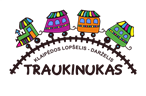 KLAIPĖDOS LOPŠELIS - DARŽELIS
TRAUKINUKAS